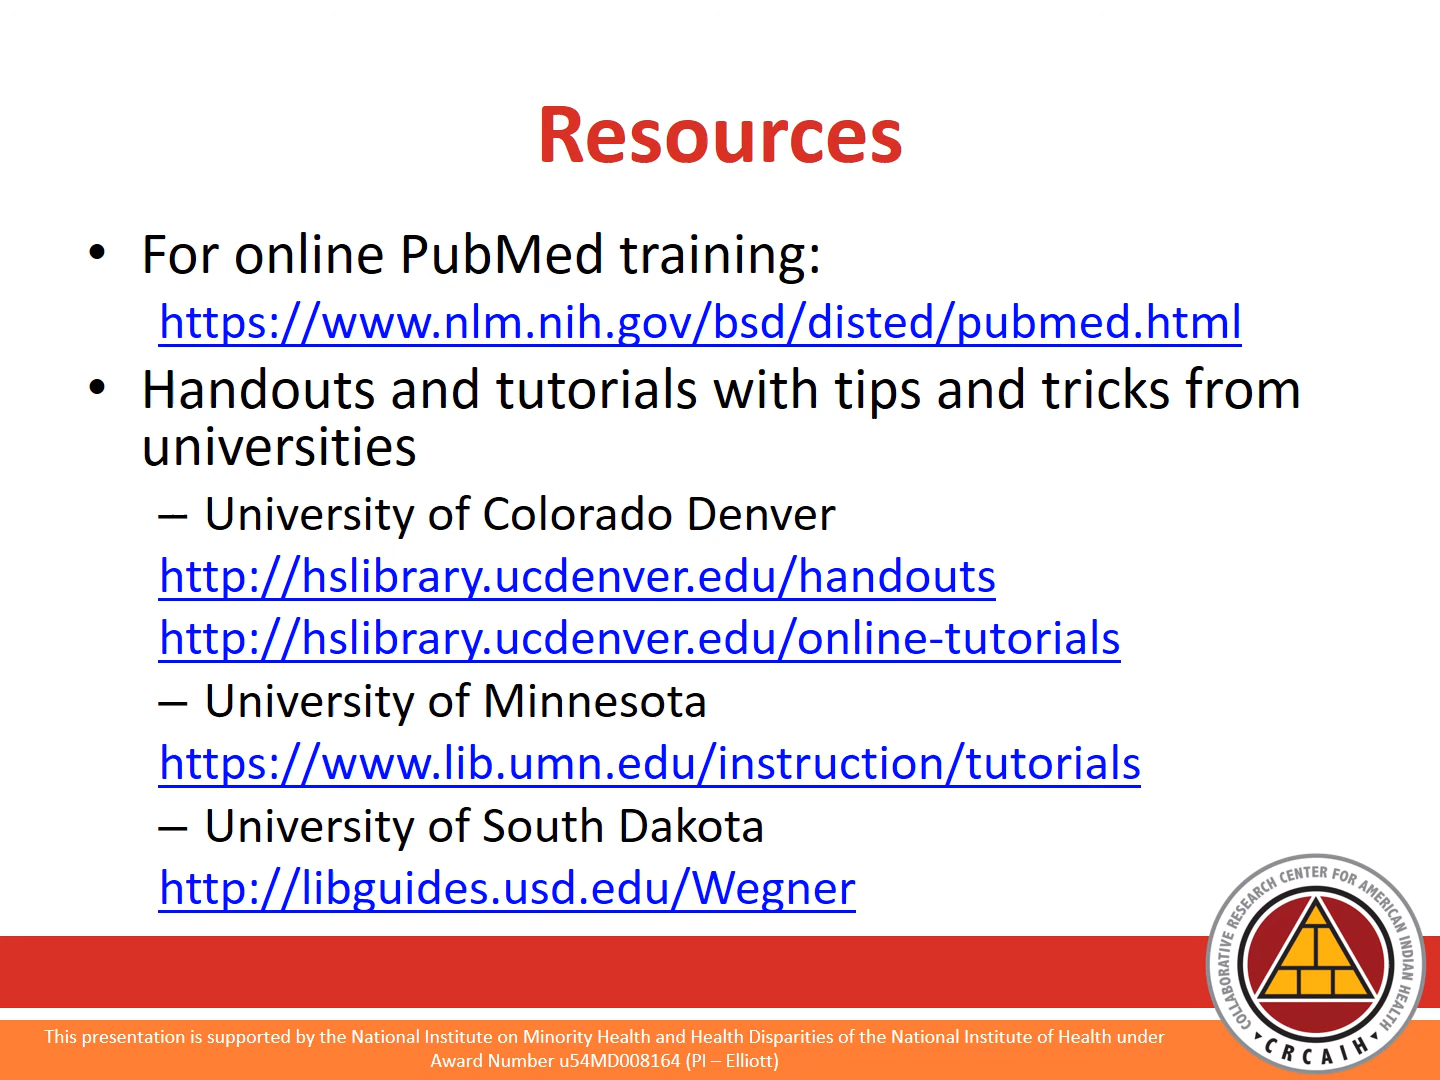 Resources
• For online PubMed training:
https://www.nlm.nih.gov/bsd/disted/pubmed.html
• Handouts and tutorials with tips and tricks from
universities
– University of Colorado Denver
http://hslibrary.ucdenver.edu/handouts
http://hslibrary.ucdenver.edu/online-tutorials
– University of Minnesota
https://www.lib.umn.edu/instruction/tutorials
– University of South Dakota
http://libguides.usd.edu/Wegner
COLLABORATIVE RESEARCH CENTER FOR AMERICAN INDIAN HEALTH
CRCAIH
This presentation is supported by the National Institute on Minority Health and Health Disparities of the National Institute of Health under
Award Number u54MD008164 (PI – Elliott)